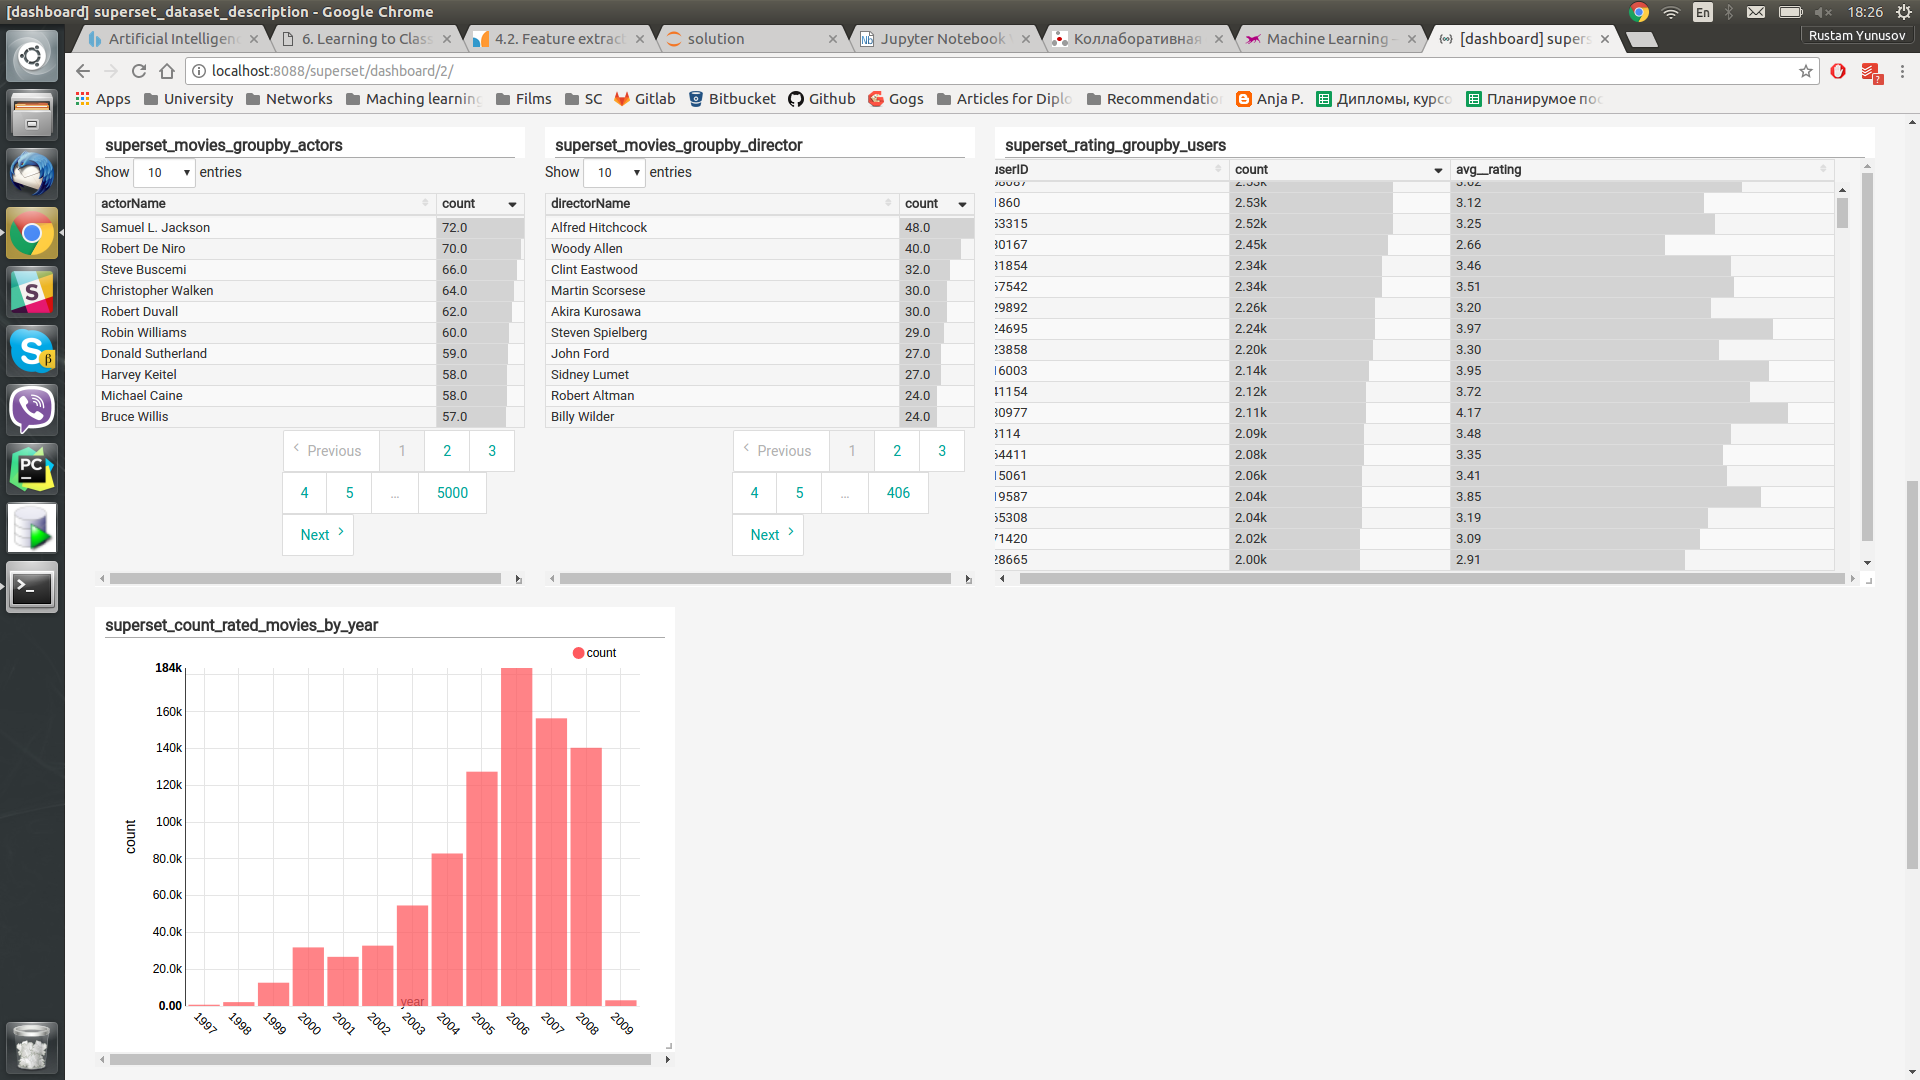 [dashboard] superset_dataset_description - Google Chrome
En
18:26
Artificial Intelligen
6. Learning to Clas
4.2. Feature extract
solution
Jupyter Notebook
Коллаборативная
Machine Learning
[dashboard] supers
Rustam Yunusov
localhost:8088/superset/dashboard/2/
Apps
University
Networks
Maching learning
Films
SC
Gitlab
Bitbucket
Github
Gogs
Articles for Diplo
Recommendatio
Anja P.
Дипломы, курсо
Планирумое пос
superset_movies_groupby_actors
Show 10 entries
actorName count
Samuel L. Jackson 72.0
Robert De Niro 70.0
Steve Buscemi 66.0
Christopher Walken 64.0
Robert Duvall 62.0
Robin Williams 60.0
Donald Sutherland 59.0
Harvey Keitel 58.0
Michael Caine 58.0
Bruce Willis 57.0
Previous 1 2 3
4 5 ... 5000
Next
superset_movies_groupby_director
Show 10 entries
directorName count
Alfred Hitchcock 48.0
Woody Allen 40.0
Clint Eastwood 32.0
Martin Scorsese 30.0
Akira Kurosawa 30.0
Steven Spielberg 29.0
John Ford 27.0
Sidney Lumet 27.0
Robert Altman 24.0
Billy Wilder 24.0
Previous 1 2 3
4 5 ... 406
Next
superset_rating_groupby_users
userID count avg__rating
1860 2.53k 3.12
53315 2.52k 3.25
30167 2.45k 2.66
31854 2.34k 3.46
57542 2.34k 3.51
29892 2.26k 3.20
24695 2.24k 3.97
23858 2.20k 3.30
16003 2.14k 3.95
41154 2.12k 3.72
30977 2.11k 4.17
3114 2.09k 3.48
54411 2.08k 3.35
15061 2.06k 3.41
19587 2.04k 3.85
55308 2.04k 3.19
71420 2.02k 3.09
28665 2.00k 2.91
superset_count_rated_movies_by_year
count
184k
160k
140k
120k
100k
80.0k
60.0k
40.0k
20.0k
0.00
count
year
1997 1998 1999 2000 2001 2002 2003 2004 2005 2006 2007 2008 2009